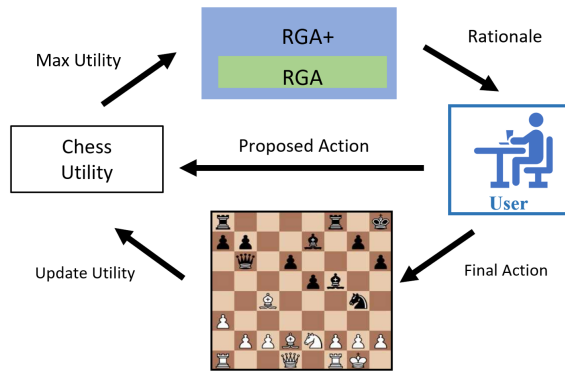 RGA+
RGA
Rationale
Max Utility
Chess
Utility
Proposed Action
User
Update Utility
Final Action